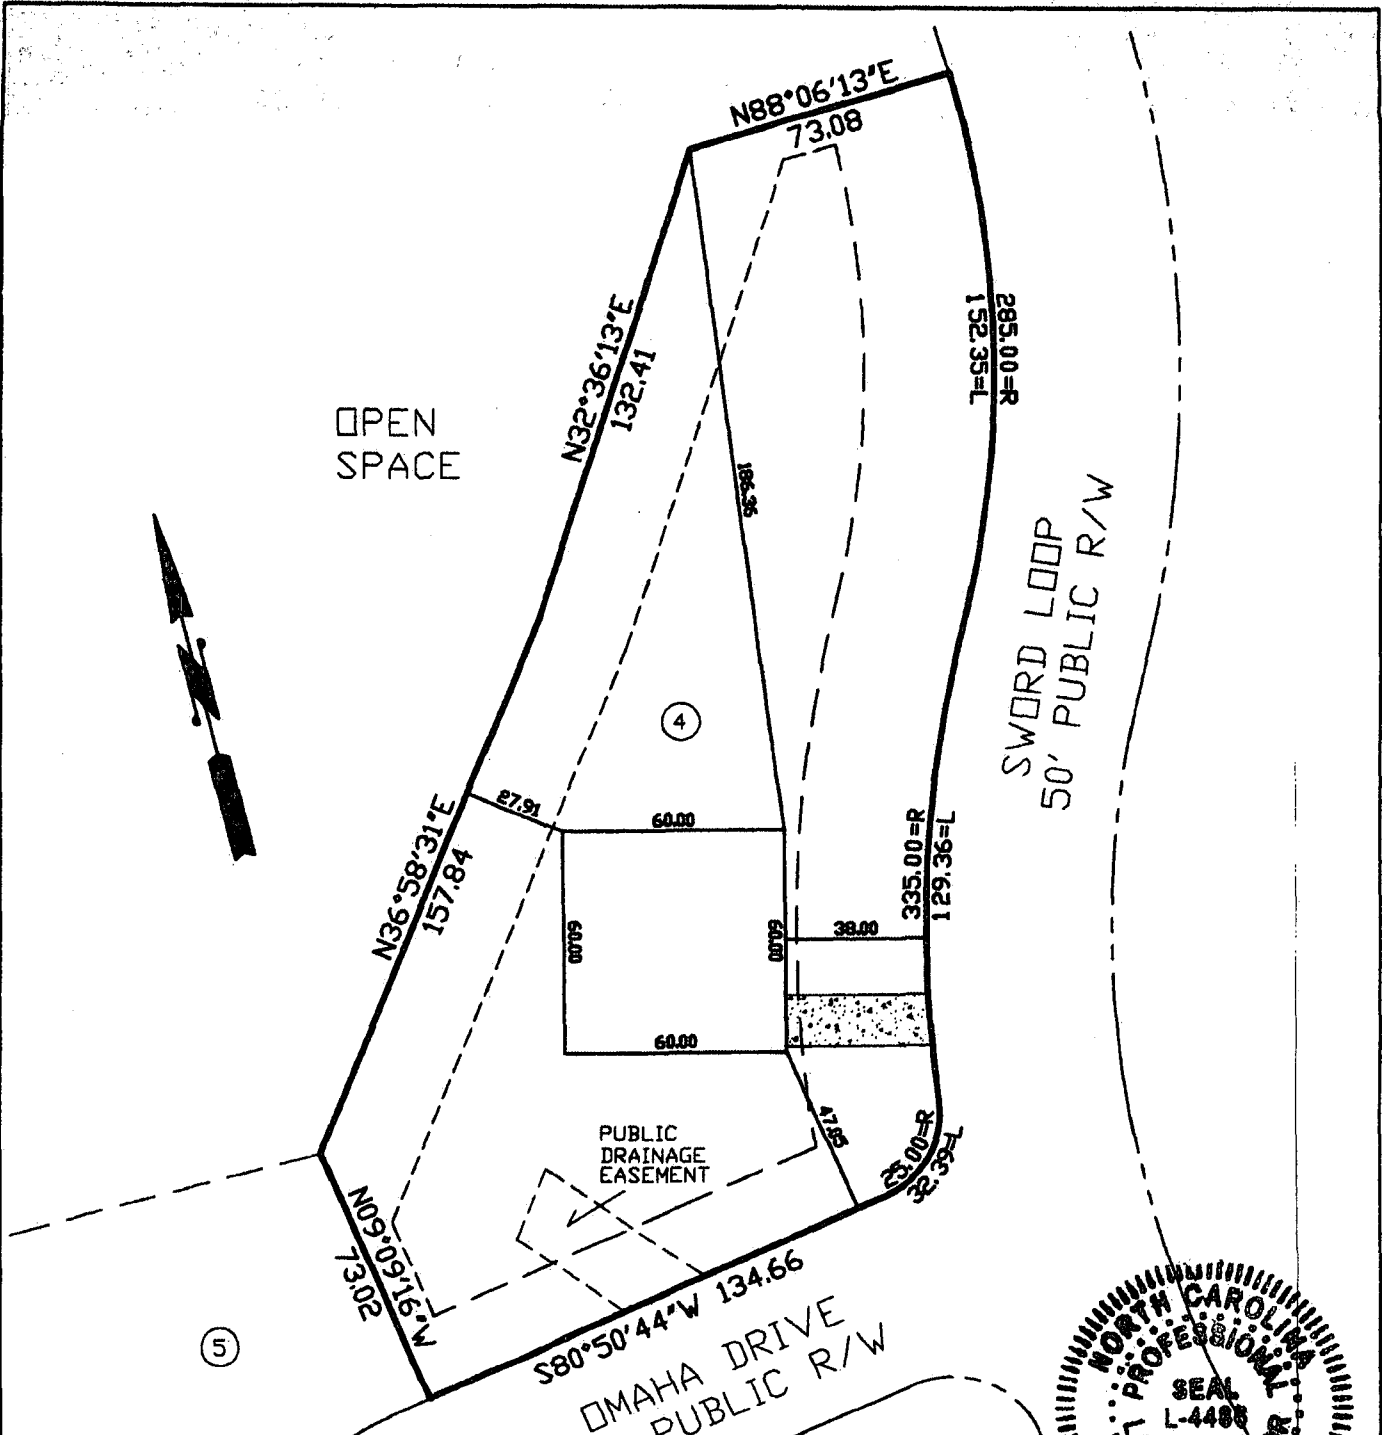 N88°06'13"E
73.08
N32°36'13"E
132.41
285.00=R
152.35=L
OPEN
SPACE
186.36
SWORD LOOP
50' PUBLIC R/W
4
27.91
60.00
N36°58'31"E
157.84
335.00=R
129.36=L
60.00
60.00
38.00
60.00
PUBLIC
DRAINAGE
EASEMENT
25.00=R
32.39=L
N09°09'16"W
73.02
S80°50'44"W 134.66
OMAHA DRIVE
PUBLIC R/W
5
NORTH CAROLINA
PROFESSIONAL
SEAL